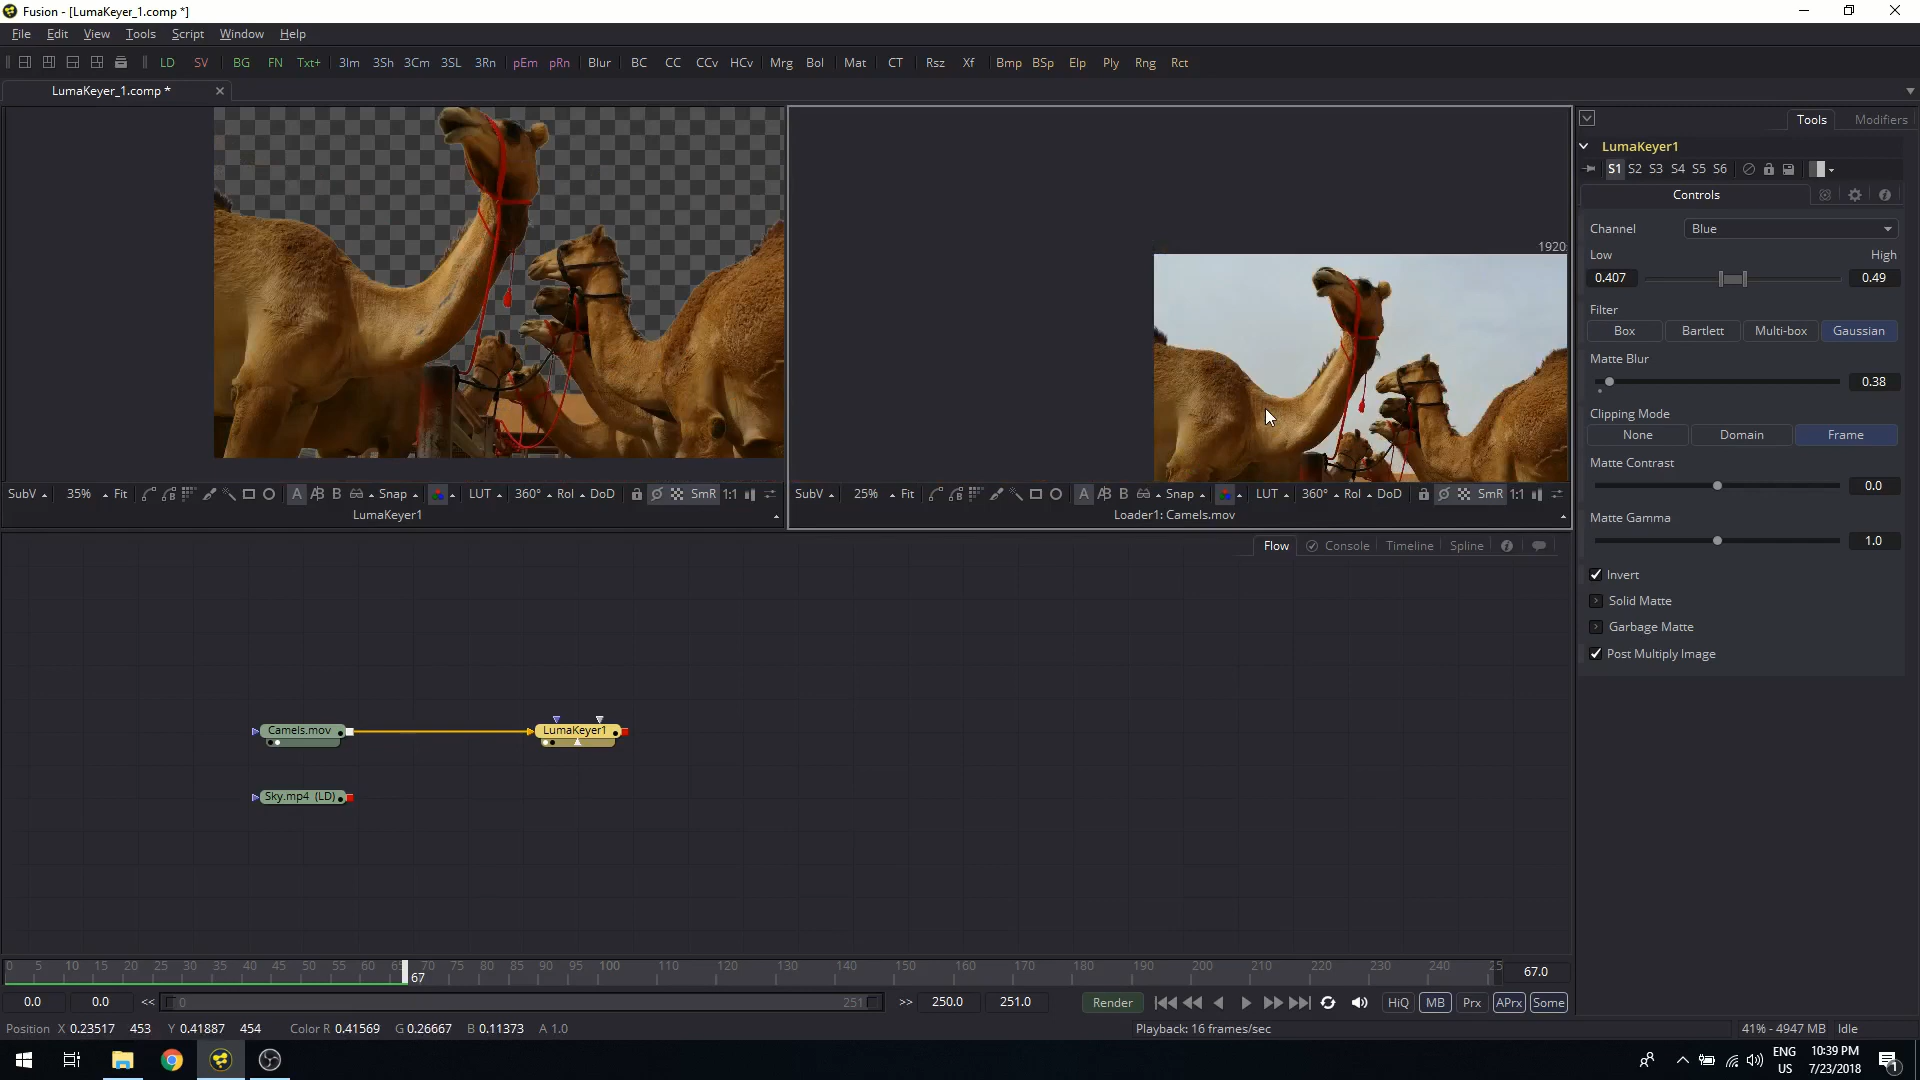 Fusion - [LumaKeyer_1.comp *]
File Edit View Tools Script Window Help
LD SV BG FN Txt+ 3Im 3Sh 3Cm 3SL 3Rn pEm pRn Blur BC CC CCv HCv Mrg Bol Mat CT Rsz Xf Bmp BSp Elp Ply Rng Rct
LumaKeyer_1.comp *
Tools Modifiers
LumaKeyer1
S1 S2 S3 S4 S5 S6
Controls
Channel Blue
Low High
0.407 0.49
Filter
Box Bartlett Multi-box Gaussian
Matte Blur
0.38
Clipping Mode
None Domain Frame
Matte Contrast
0.0
Matte Gamma
1.0
Invert
Solid Matte
Garbage Matte
Post Multiply Image
1920
SubV 35% Fit A B Snap LUT 360° Rol DoD SmR 1:1
LumaKeyer1
SubV 25% Fit A B Snap LUT 360° Rol DoD SmR 1:1
Loader1: Camels.mov
Flow Console Timeline Spline
Camels.mov
LumaKeyer1
Sky.mp4 (LD)
0 5 10 15 20 25 30 35 40 45 50 55 60 67 70 75 80 85 90 95 100 110 120 130 140 150 160 170 180 190 200 210 220 230 240 25
67.0
0.0 0.0 << 0 251 >> 250.0 251.0 Render HiQ MB Prx APrx Some
Position X 0.23517 453 Y 0.41887 454 Color R 0.41569 G 0.26667 B 0.11373 A 1.0
Playback: 16 frames/sec
41% - 4947 MB Idle
ENG
US
10:39 PM
7/23/2018
1